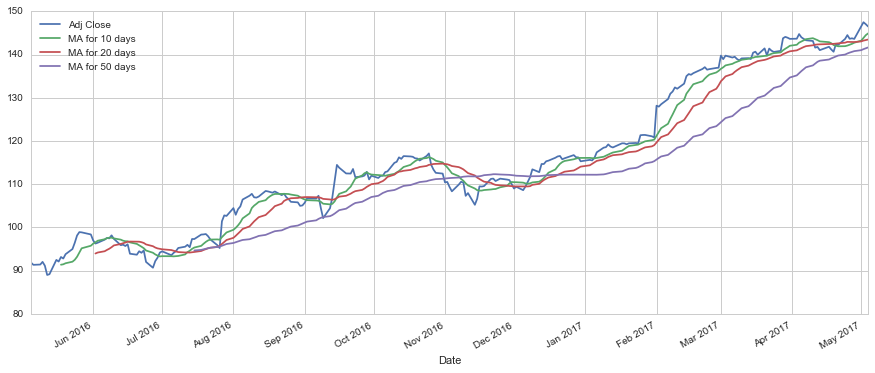 150
140
130
120
110
100
90
80
Adj Close
MA for 10 days
MA for 20 days
MA for 50 days
Jun 2016
Jul 2016
Aug 2016
Sep 2016
Oct 2016
Nov 2016
Dec 2016
Jan 2017
Feb 2017
Mar 2017
Apr 2017
May 2017
Date